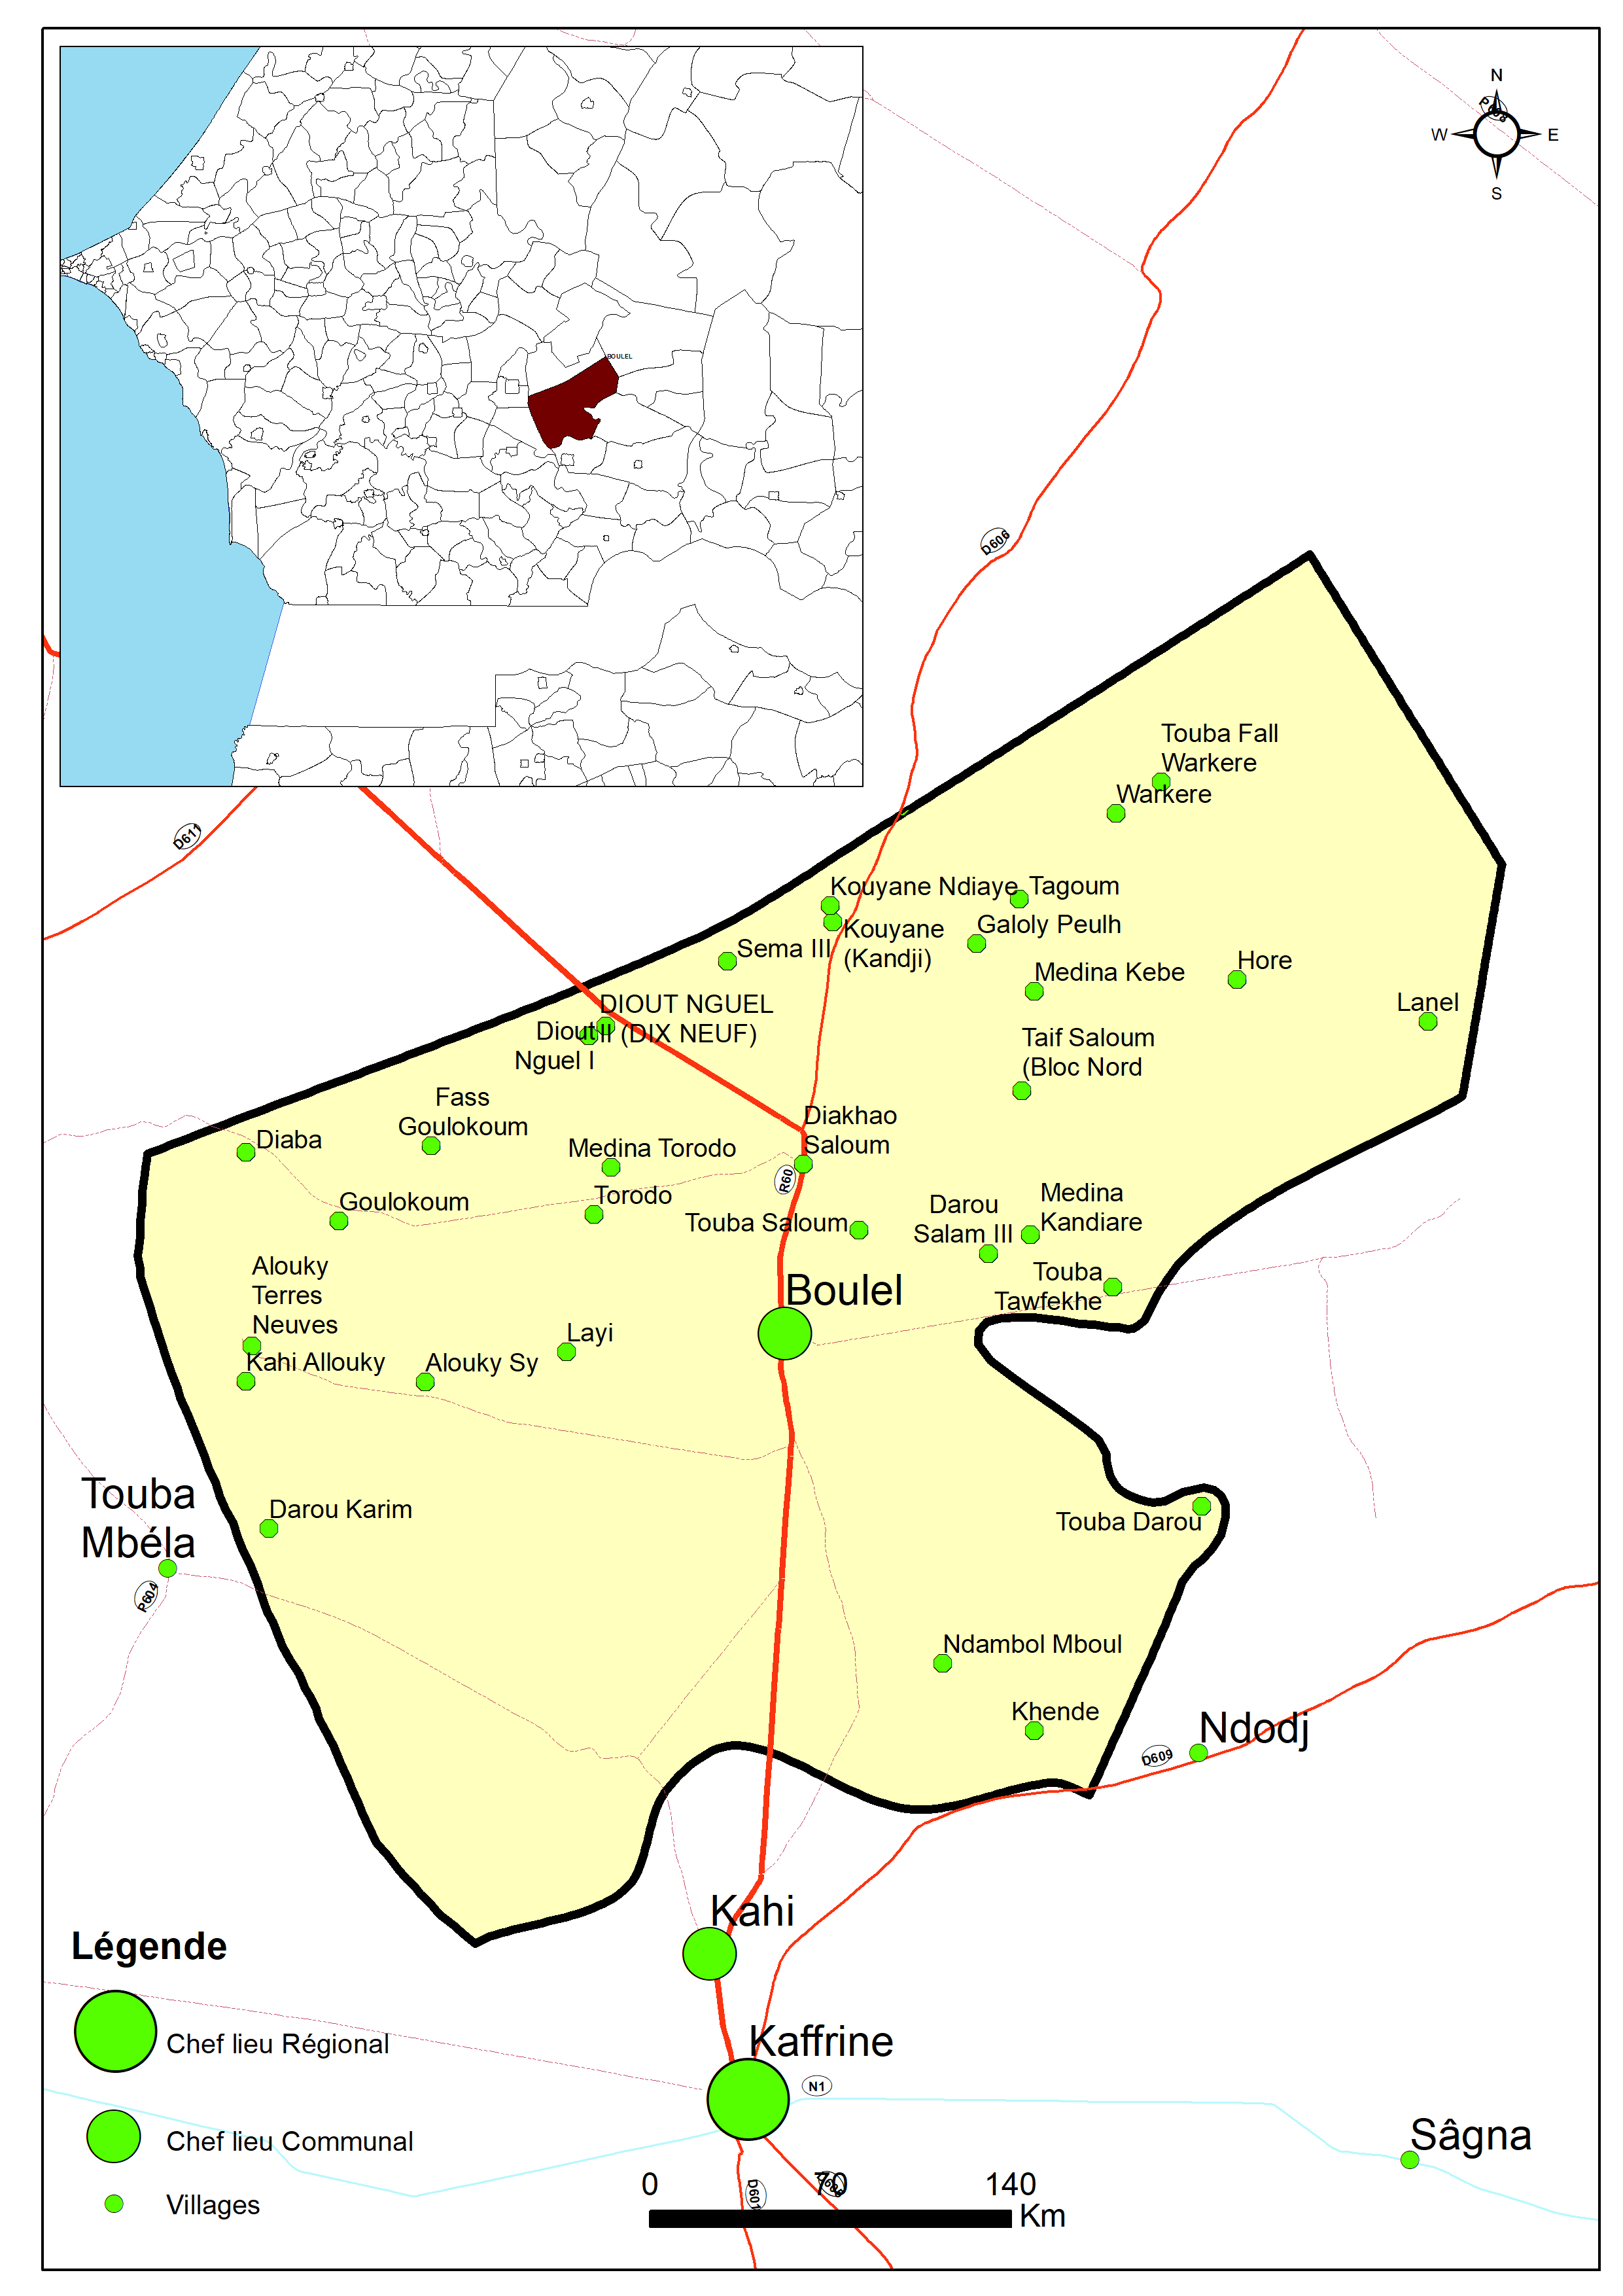 N
P638
W
E
S
BOULEL
D606
Touba Fall
Warkere
Warkere
D611
Kouyane Ndiaye
Tagoum
Kouyane
(Kandji)
Galoly Peulh
Sema III
Medina Kebe
Hore
Lanel
DIOUT NGUEL
II (DIX NEUF)
Diout
Nguel I
Taif Saloum
(Bloc Nord
Fass
Goulokoum
Diakhao
Saloum
Diaba
Medina Torodo
R60
Goulokoum
Torodo
Touba Saloum
Darou
Salam III
Medina
Kandiare
Alouky
Terres
Neuves
Touba
Tawfekhe
Boulel
Layi
Kahi Allouky
Alouky Sy
Touba
Mbéla
Darou Karim
Touba Darou
P604
Ndambol Mboul
Khende
Ndodj
D609
Kahi
Légende
Chef lieu Régional
Kaffrine
N1
Chef lieu Communal
Sâgna
Villages
0
70
140
Km
D601